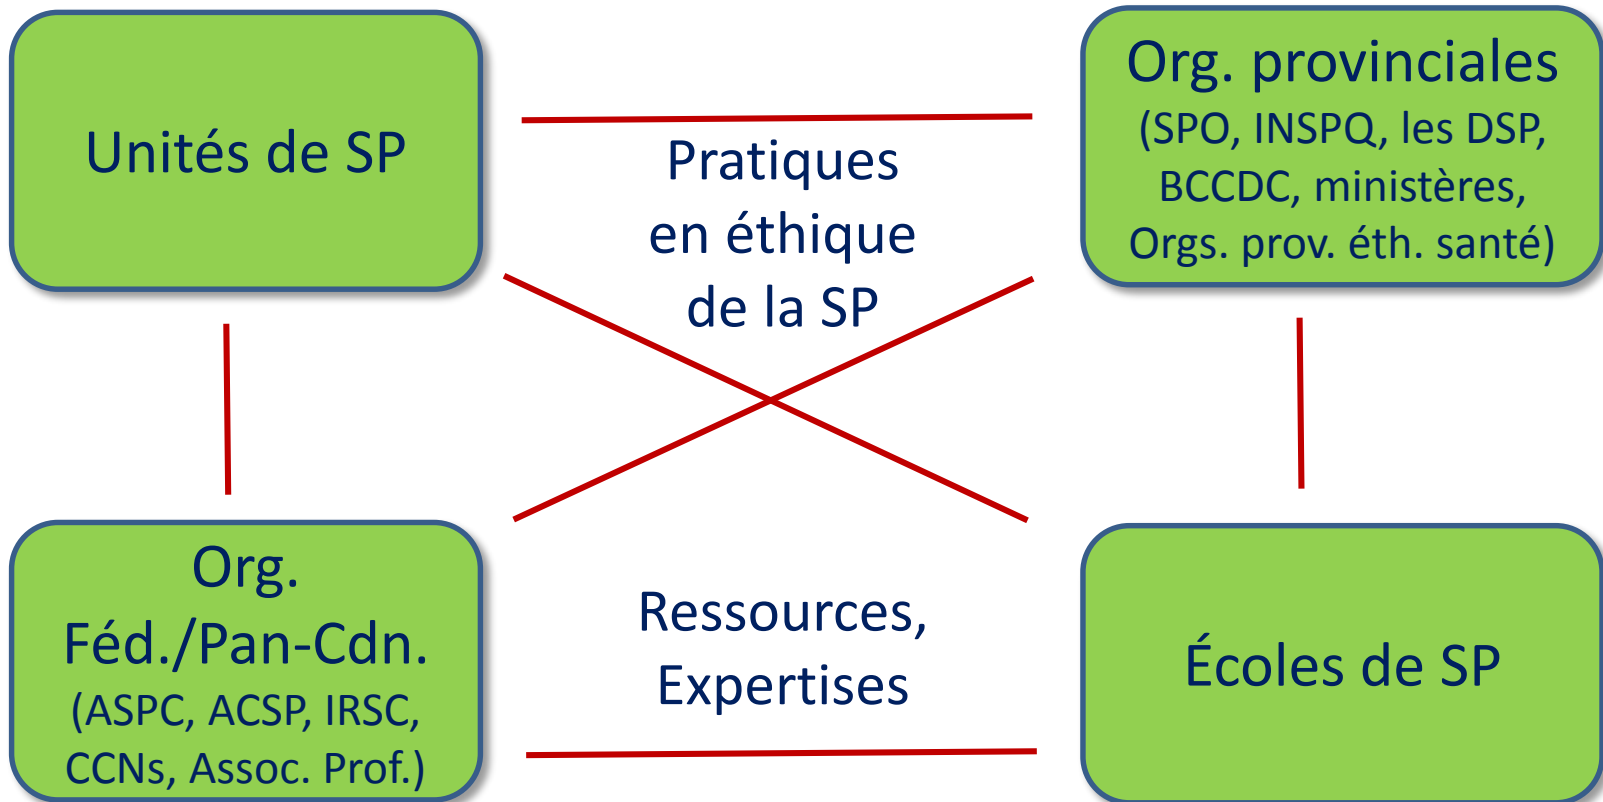 Unités de SP
Org. provinciales
(SPO, INSPQ, les DSP,
BCCDC, ministères,
Orgs. prov. éth. santé)
Pratiques
en éthique
de la SP
Org.
Féd./Pan-Cdn.
(ASPC, ACSP, IRSC,
CCNs, Assoc. Prof.)
Ressources,
Expertises
Écoles de SP